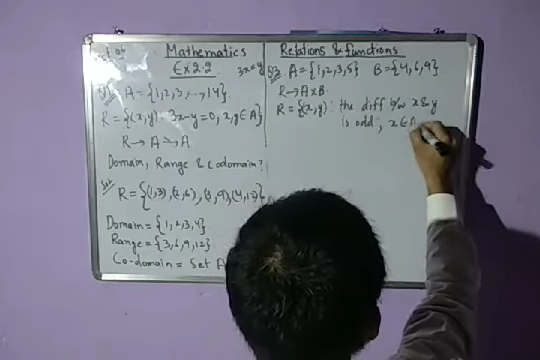 Mathematics
Ex 2.2
A = {1,2,3,...,14}.
3x = y
R = {(x,y): 3x-y=0, x,y∈A}
R → A → A
Domain, Range & Codomain?
R = {(1,3),(2,6),(3,9),(4,12)}.
Domain = {1,2,3,4}
Range = {3,6,9,12}
Co-domain = Set A
Relations & functions
A = {1,2,3,5} B = {4,6,9}
R → A×B.
R = {(x,y): the diff b/w x & y
is odd; x∈A